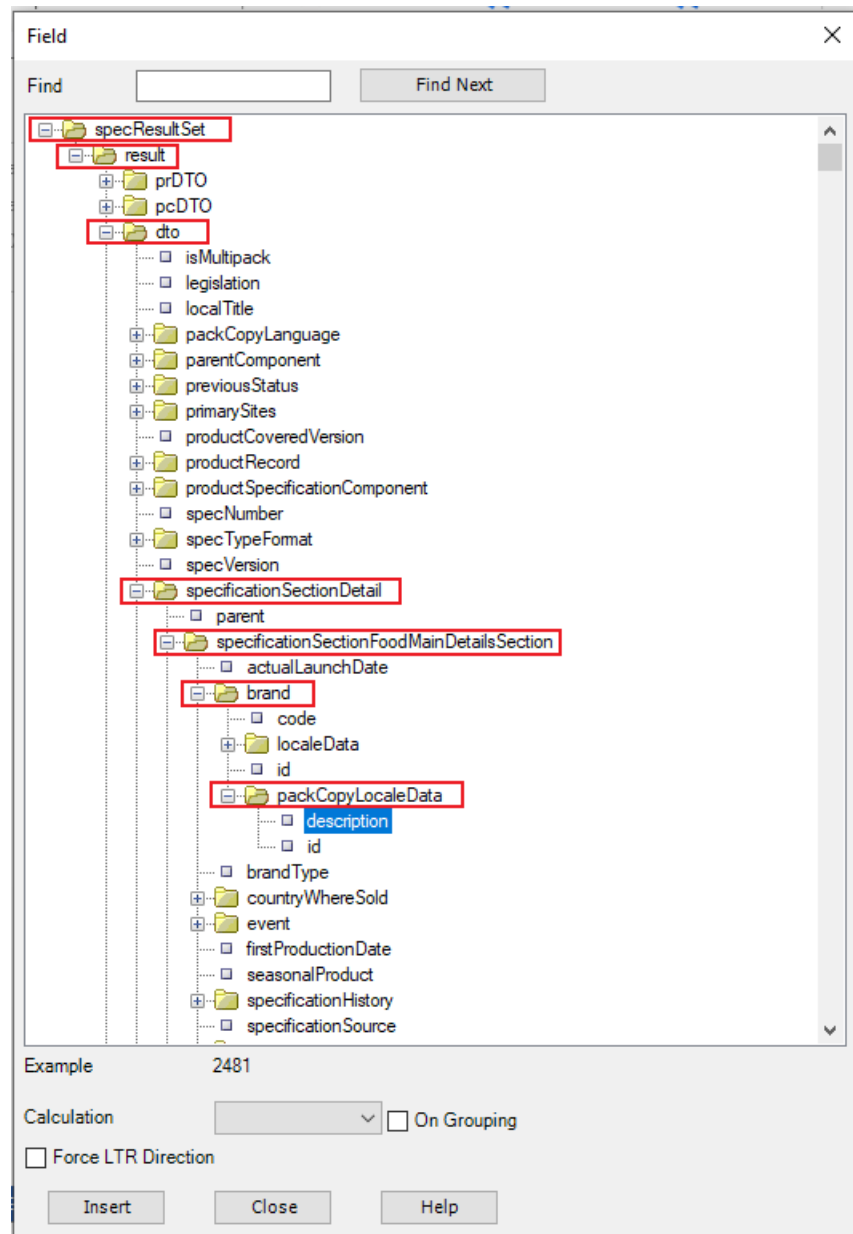 Field
Find
Find Next
specResultSet
result
prDTO
pcDTO
dto
isMultipack
legislation
localTitle
packCopyLanguage
parentComponent
previousStatus
primarySites
productCoveredVersion
productRecord
productSpecificationComponent
specNumber
specTypeFormat
specVersion
specificationSectionDetail
parent
specificationSectionFoodMainDetailsSection
actualLaunchDate
brand
code
localeData
id
packCopyLocaleData
description
id
brandType
countryWhereSold
event
firstProductionDate
seasonalProduct
specificationHistory
specificationSource
Example 2481
Calculation On Grouping
Force LTR Direction
Insert Close Help